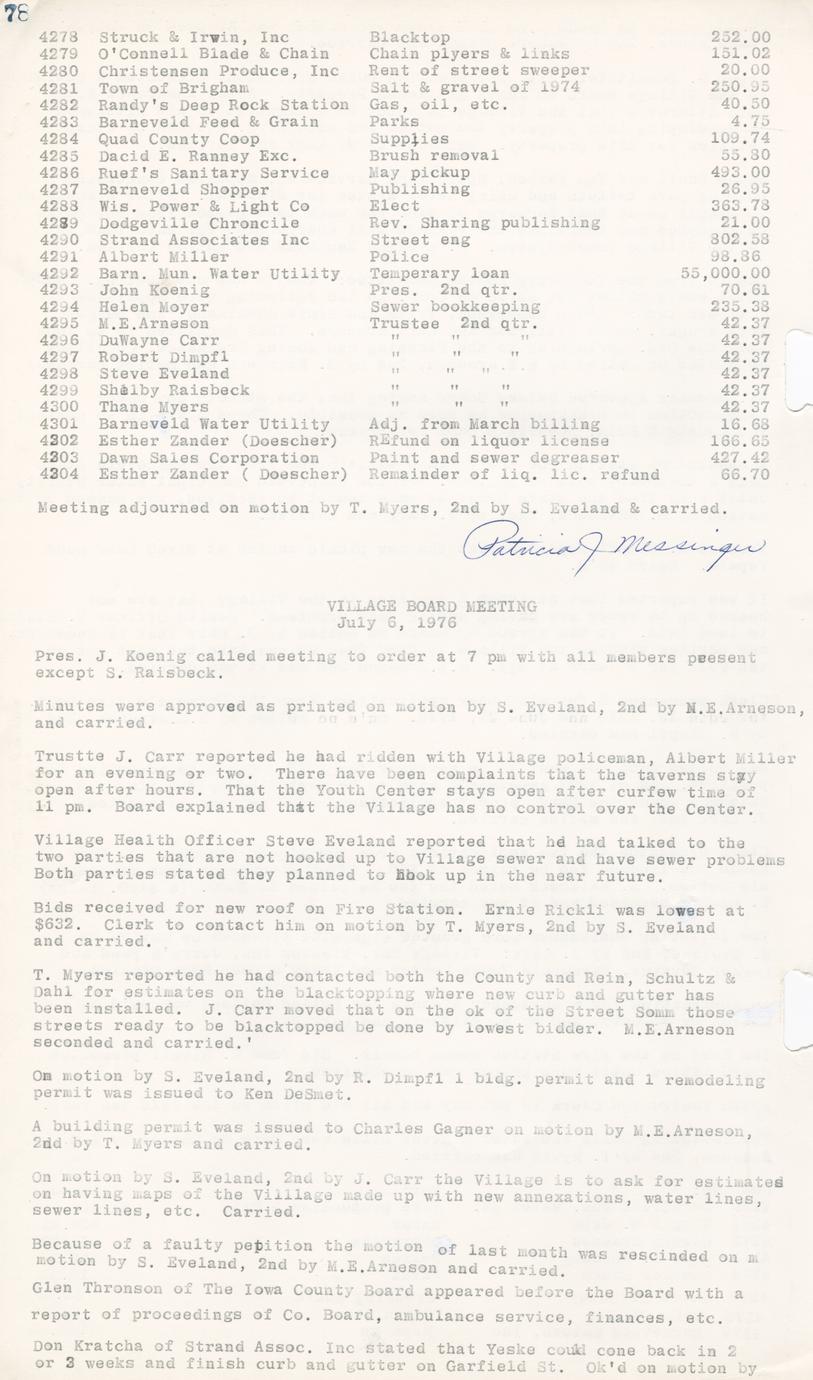 78
4278 Struck & Irwin, Inc Blacktop 252.00
4279 O'Connell Blade & Chain Chain plyers & links 151.02
4280 Christensen Produce, Inc Rent of street sweeper 20.00
4281 Town of Brigham Salt & gravel of 1974 250.95
4282 Randy's Deep Rock Station Gas, oil, etc. 40.50
4283 Barneveld Feed & Grain Parks 4.75
4284 Quad County Coop Supplies 109.74
4285 Dacid E. Ranney Exc. Brush removal 55.80
4286 Ruef's Sanitary Service May pickup 493.00
4287 Barneveld Shopper Publishing 26.95
4288 Wis. Power & Light Co Elect 363.78
4289 Dodgeville Chroncile Rev. Sharing publishing 21.00
4290 Strand Associates Inc Street eng 802.58
4291 Albert Miller Police 98.86
4292 Barn. Mun. Water Utility Temperary loan 55,000.00
4293 John Koenig Pres. 2nd qtr. 70.61
4294 Helen Moyer Sewer bookkeeping 235.38
4295 M.E.Arneson Trustee 2nd qtr. 42.37
4296 DuWayne Carr " " " 42.37
4297 Robert Dimpfl " " " 42.37
4298 Steve Eveland " " " 42.37
4299 Shelby Raisbeck " " " 42.37
4300 Thane Myers " " " 42.37
4301 Barneveld Water Utility Adj. from March billing 16.68
4302 Esther Zander (Doescher) REfund on liquor license 166.65
4303 Dawn Sales Corporation Paint and sewer degreaser 427.42
4304 Esther Zander ( Doescher) Remainder of liq. lic. refund 66.70
Meeting adjourned on motion by T. Myers, 2nd by S. Eveland & carried.
Patricia J Messinger
VILLAGE BOARD MEETING
July 6, 1976
Pres. J. Koenig called meeting to order at 7 pm with all members present
except S. Raisbeck.
Minutes were approved as printed on motion by S. Eveland, 2nd by M.E.Arneson,
and carried.
Trustte J. Carr reported he had ridden with Village policeman, Albert Miller
for an evening or two. There have been complaints that the taverns stay
open after hours. That the Youth Center stays open after curfew time of
11 pm. Board explained that the Village has no control over the Center.
Village Health Officer Steve Eveland reported that he had talked to the
two parties that are not hooked up to Village sewer and have sewer problems
Both parties stated they planned to hook up in the near future.
Bids received for new roof on Fire Station. Ernie Rickli was lowest at
$632. Clerk to contact him on motion by T. Myers, 2nd by S. Eveland
and carried.
T. Myers reported he had contacted both the County and Rein, Schultz &
Dahl for estimates on the blacktopping where new curb and gutter has
been installed. J. Carr moved that on the ok of the Street Somm those
streets ready to be blacktopped be done by lowest bidder. M.E.Arneson
seconded and carried.'
On motion by S. Eveland, 2nd by R. Dimpfl 1 bldg. permit and 1 remodeling
permit was issued to Ken DeSmet.
A building permit was issued to Charles Gagner on motion by M.E.Arneson,
2nd by T. Myers and carried.
On motion by S. Eveland, 2nd by J. Carr the Village is to ask for estimates
on having maps of the Villlage made up with new annexations, water lines,
sewer lines, etc. Carried.
Because of a faulty petition the motion of last month was rescinded on m
motion by S. Eveland, 2nd by M.E.Arneson and carried.
Glen Thronson of The Iowa County Board appeared before the Board with a
report of proceedings of Co. Board, ambulance service, finances, etc.
Don Kratcha of Strand Assoc. Inc stated that Yeske could cone back in 2
or 3 weeks and finish curb and gutter on Garfield St. Ok'd on motion by